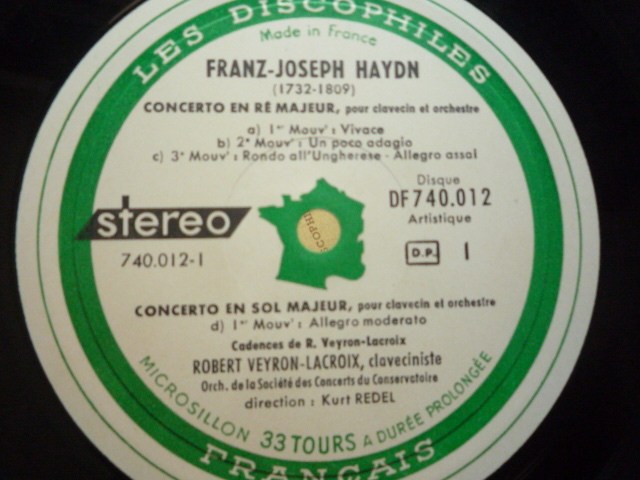 LES DISCOPHILES
Made in France
FRANZ-JOSEPH HAYDN
(1732-1809)
CONCERTO EN RÉ MAJEUR, pour clavecin et orchestre
a) 1er Mouvt : Vivace
b) 2e Mouvt : Un poco adagio
c) 3e Mouvt : Rondo all'Ungherese - Allegro assai
Disque
DF 740.012
Artistique
stereo
740.012-1
D.P. 1
CONCERTO EN SOL MAJEUR, pour clavecin et orchestre
d) 1er Mouvt : Allegro moderato
Cadences de R. Veyron-Lacroix
ROBERT VEYRON-LACROIX, claveciniste
Orch. de la Société des Concerts du Conservatoire
direction : Kurt REDEL
MICROSILLON 33 TOURS A DURÉE PROLONGÉE
FRANÇAIS